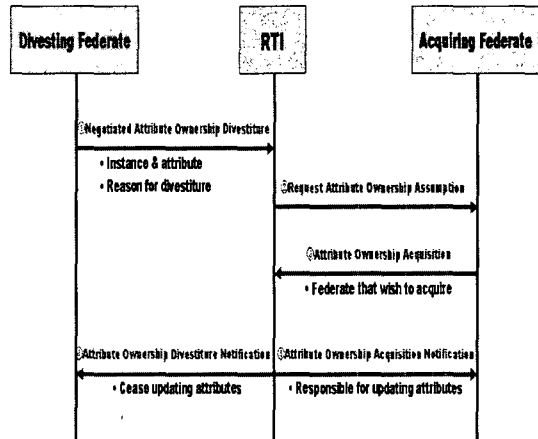 Divesting Federate
RTI
Acquiring Federate
①Negotiated Attribute Ownership Divestiture
• Instance & attribute
• Reason for divestiture
②Request Attribute Ownership Assumption
③Attribute Ownership Acquisition
• Federate that wish to acquire
Attribute Ownership Divestiture Notification
Attribute Ownership Acquisition Notification
• Cease updating attributes
• Responsible for updating attributes